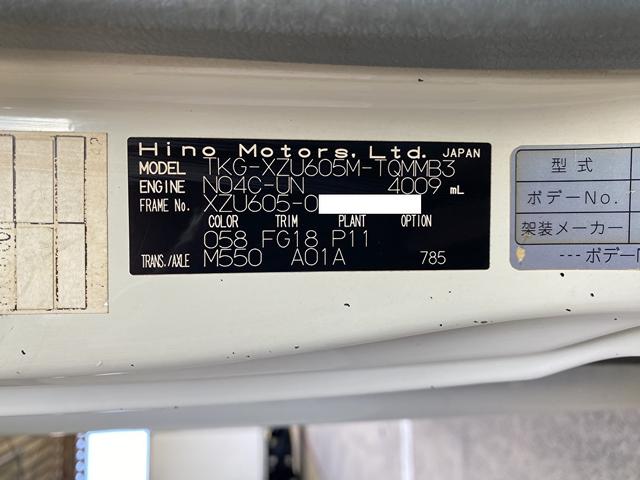 Hino Motors, Ltd. JAPAN
MODEL TKG-XZU605M-TQMMB3
ENGINE N04C-UN 4009 mL
FRAME No. XZU605-0
COLOR TRIM PLANT OPTION
058 FG18 P11
TRANS./AXLE M550 A01A 785
型式
ボデーNo.
架装メーカー
---ボデー